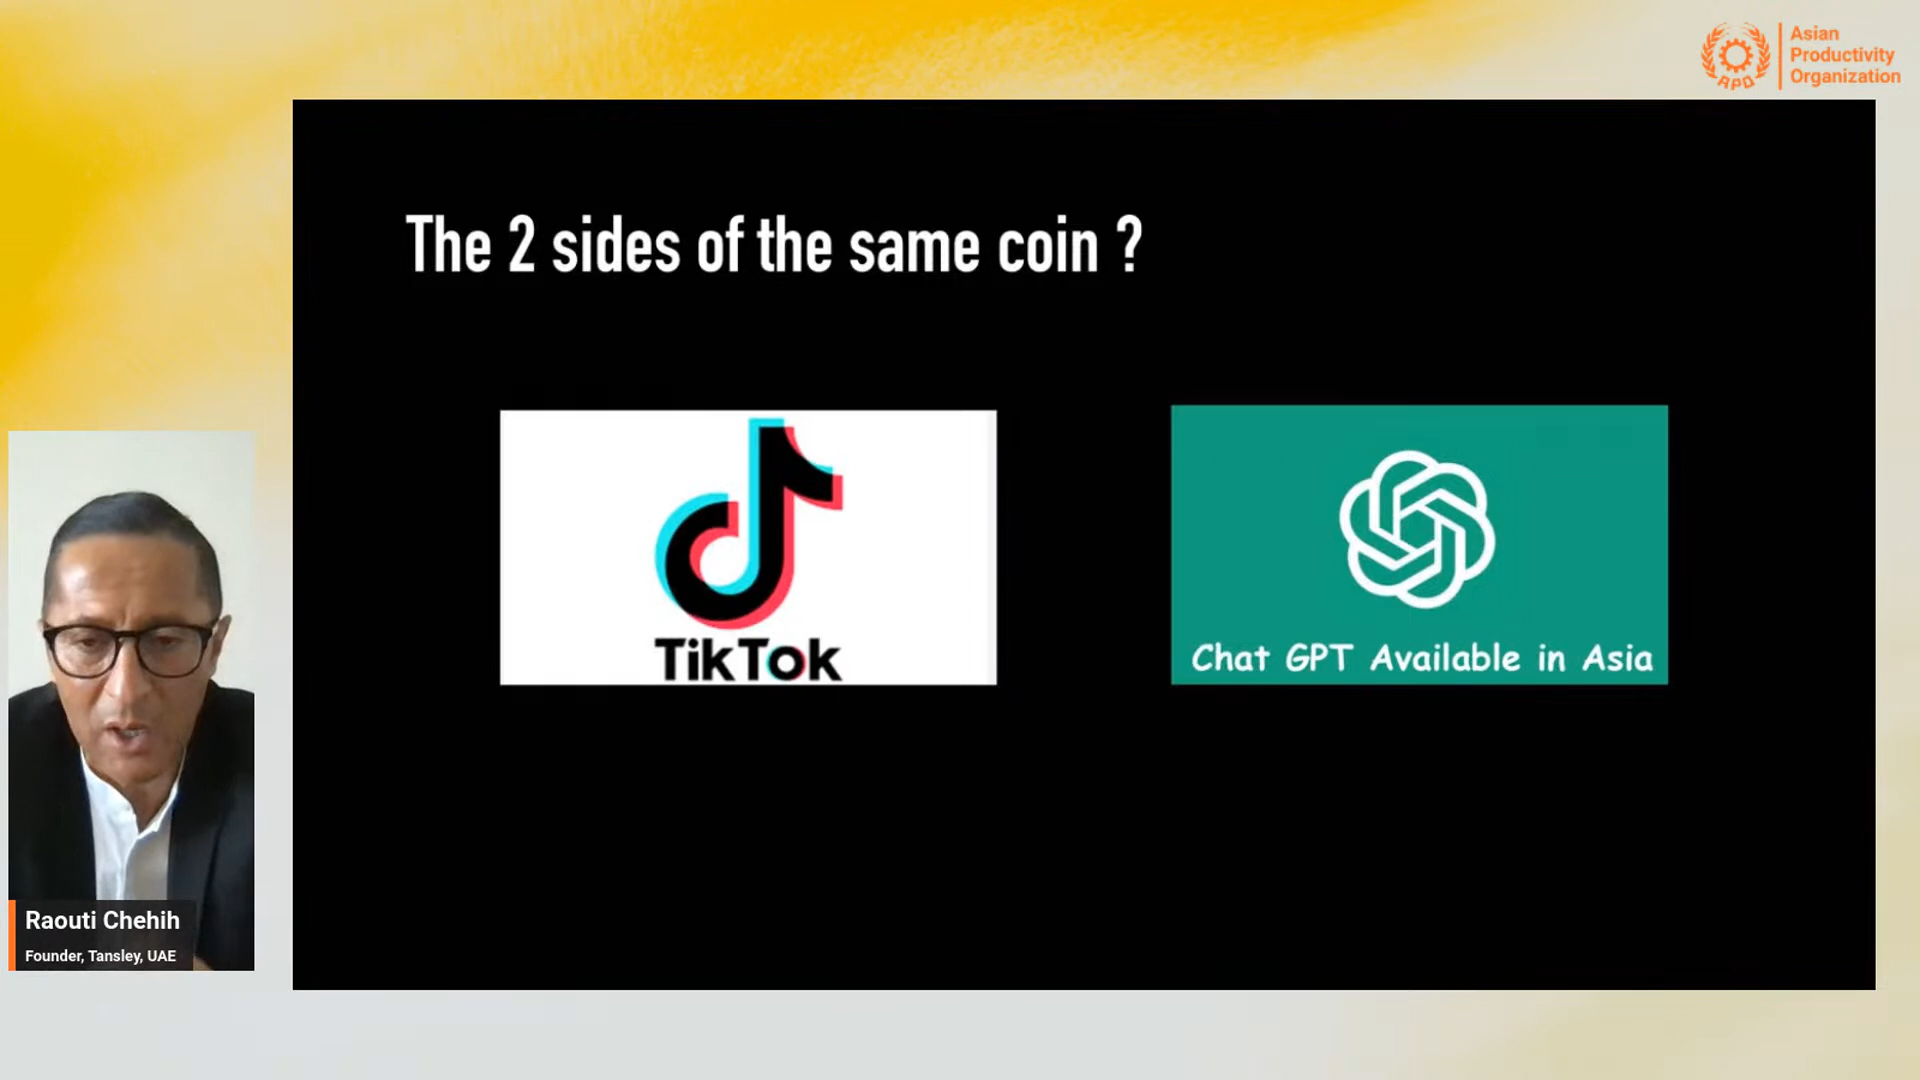 Asian
Productivity
Organization
APO
The 2 sides of the same coin ?
TikTok
Chat GPT Available in Asia
Raouti Chehih
Founder, Tansley, UAE